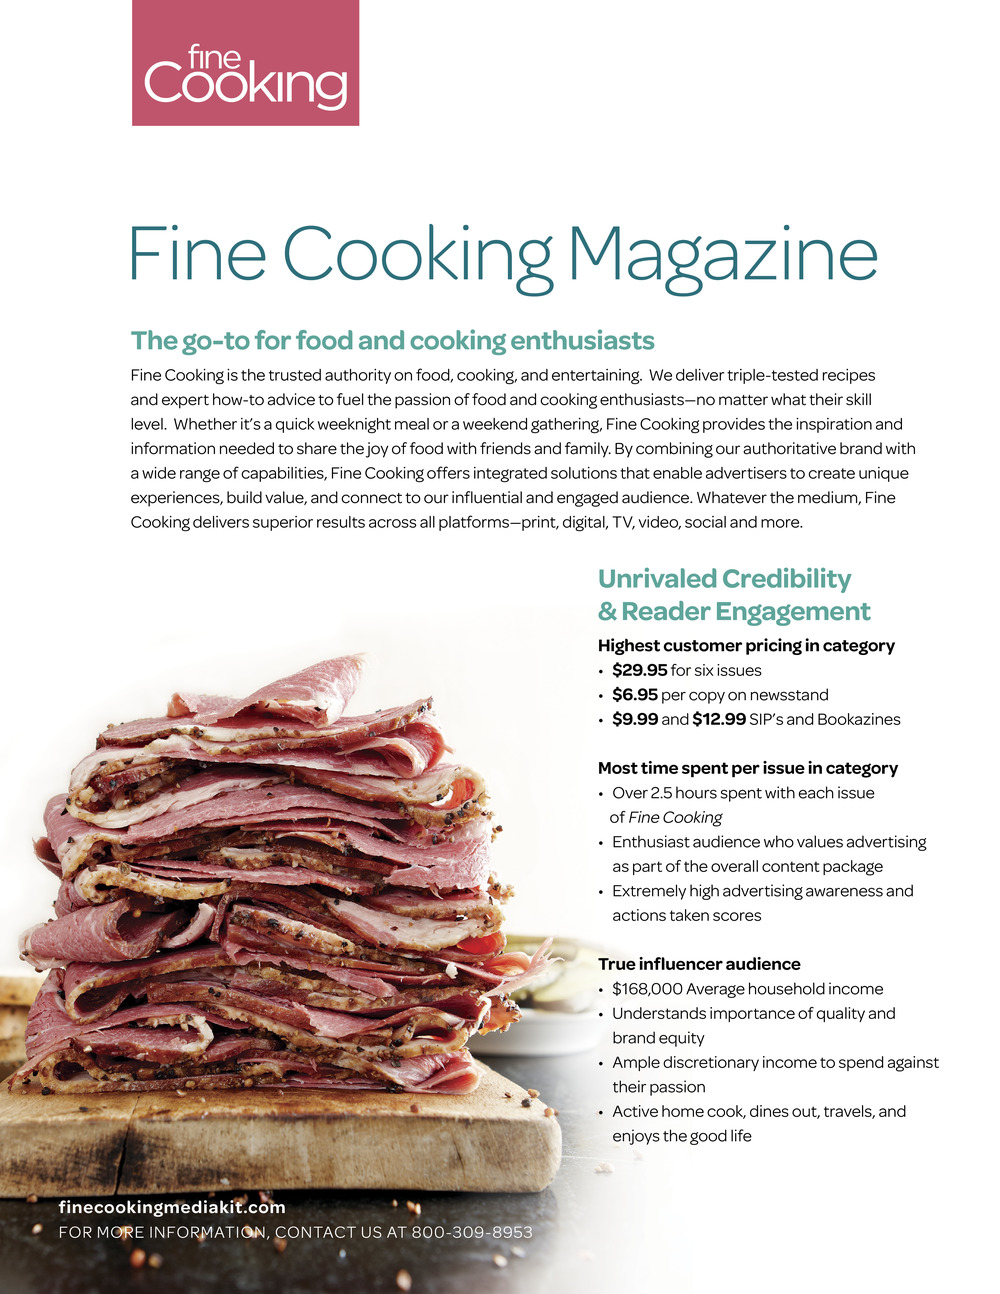 fine
Cooking
Fine Cooking Magazine
The go-to for food and cooking enthusiasts
Fine Cooking is the trusted authority on food, cooking, and entertaining.  We deliver triple-tested recipes
and expert how-to advice to fuel the passion of food and cooking enthusiasts—no matter what their skill
level.  Whether it's a quick weeknight meal or a weekend gathering, Fine Cooking provides the inspiration and
information needed to share the joy of food with friends and family. By combining our authoritative brand with
a wide range of capabilities, Fine Cooking offers integrated solutions that enable advertisers to create unique
experiences, build value, and connect to our influential and engaged audience. Whatever the medium, Fine
Cooking delivers superior results across all platforms—print, digital, TV, video, social and more.
Unrivaled Credibility
& Reader Engagement
Highest customer pricing in category
• $29.95 for six issues
• $6.95 per copy on newsstand
• $9.99 and $12.99 SIP's and Bookazines
Most time spent per issue in category
• Over 2.5 hours spent with each issue
of Fine Cooking
• Enthusiast audience who values advertising
as part of the overall content package
• Extremely high advertising awareness and
actions taken scores
True influencer audience
• $168,000 Average household income
• Understands importance of quality and
brand equity
• Ample discretionary income to spend against
their passion
• Active home cook, dines out, travels, and
enjoys the good life
finecookingmediakit.com
FOR MORE INFORMATION, CONTACT US AT 800-309-8953